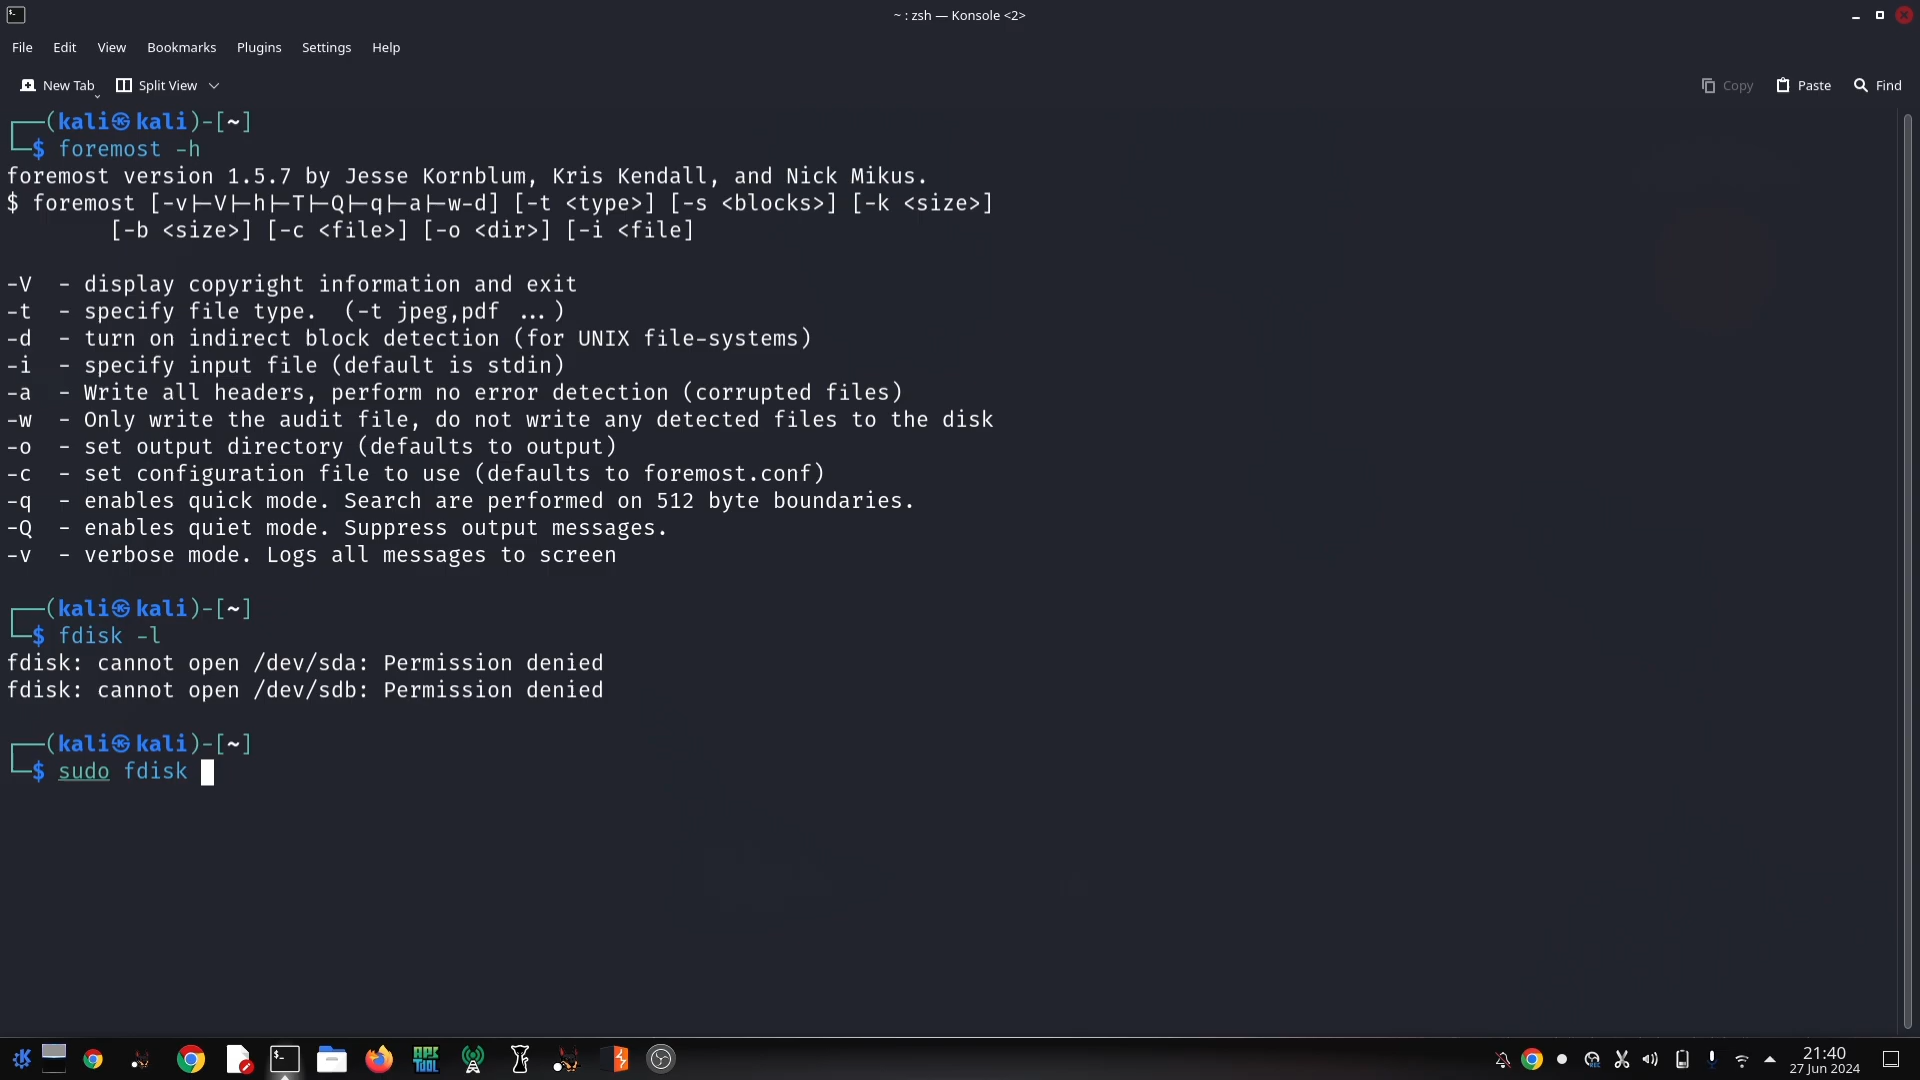 ~ : zsh — Konsole <2>
File Edit View Bookmarks Plugins Settings Help
New Tab Split View Copy Paste Find
┌──(kali㉿kali)-[~]
└─$ foremost -h
foremost version 1.5.7 by Jesse Kornblum, Kris Kendall, and Nick Mikus.
$ foremost [-v|-V|-h|-T|-Q|-q|-a|-w-d] [-t <type>] [-s <blocks>] [-k <size>]
[-b <size>] [-c <file>] [-o <dir>] [-i <file]
-V - display copyright information and exit
-t - specify file type. (-t jpeg,pdf ...)
-d - turn on indirect block detection (for UNIX file-systems)
-i - specify input file (default is stdin)
-a - Write all headers, perform no error detection (corrupted files)
-w - Only write the audit file, do not write any detected files to the disk
-o - set output directory (defaults to output)
-c - set configuration file to use (defaults to foremost.conf)
-q - enables quick mode. Search are performed on 512 byte boundaries.
-Q - enables quiet mode. Suppress output messages.
-v - verbose mode. Logs all messages to screen
┌──(kali㉿kali)-[~]
└─$ fdisk -l
fdisk: cannot open /dev/sda: Permission denied
fdisk: cannot open /dev/sdb: Permission denied
┌──(kali㉿kali)-[~]
└─$ sudo fdisk
APK TOOL
21:40
27 Jun 2024